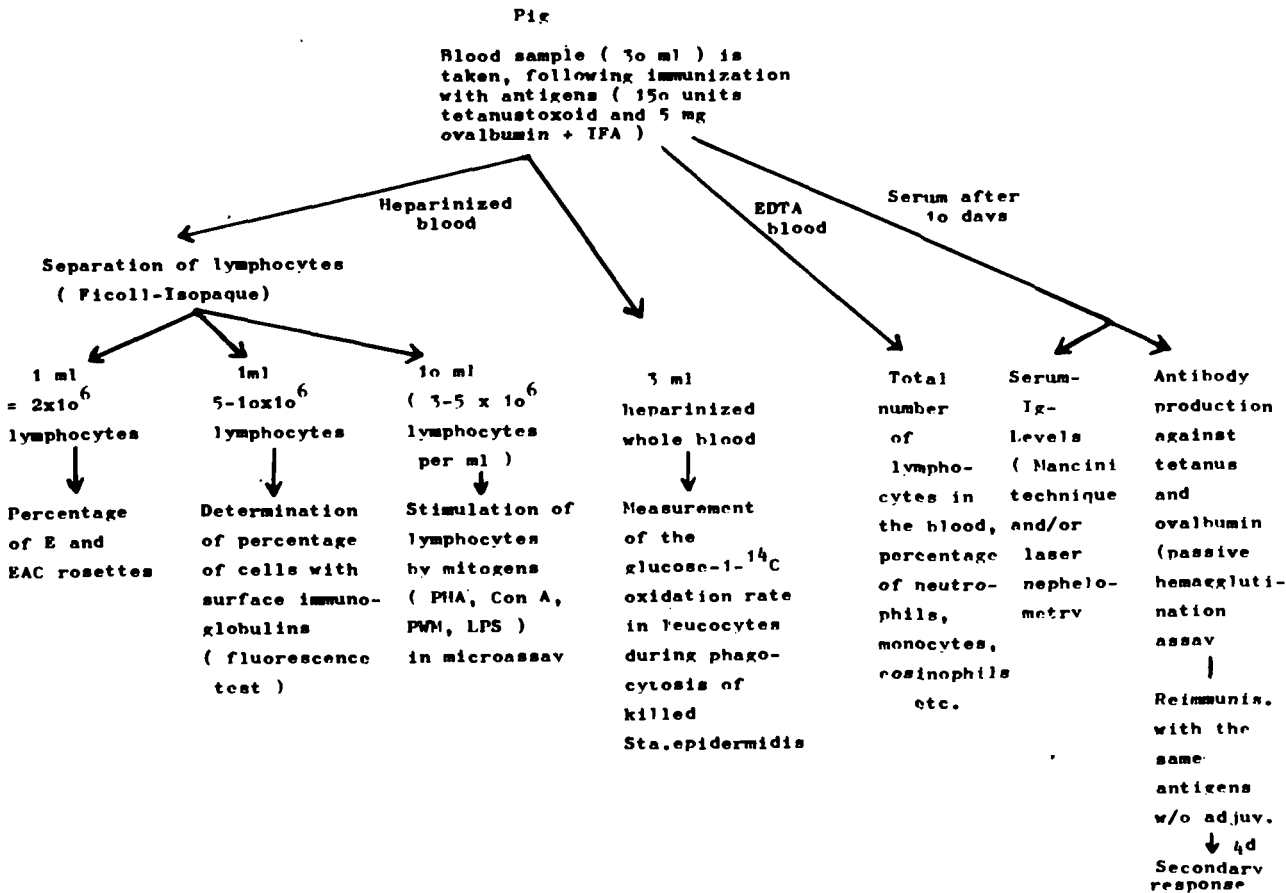 Pig
Blood sample ( 3o ml ) is
taken, following immunization
with antigens ( 15o units
tetanustoxoid and 5 mg
ovalbumin + IFA )
Heparinized
blood
EDTA
blood
Serum after
1o days
Separation of lymphocytes
( Ficoll-Isopaque)
1 ml
= 2x1o⁶
lymphocytes
Percentage
of E and
EAC rosettes
1ml
5-1ox1o⁶
lymphocytes
Determination
of percentage
of cells with
surface immuno-
globulins
( fluorescence
test )
1o ml
( 3-5 x 1o⁶
lymphocytes
per ml )
Stimulation of
lymphocytes
by mitogens
( PHA, Con A,
PWM, LPS )
in microassay
3 ml
heparinized
whole blood
Measurement
of the
glucose-1-¹⁴C
oxidation rate
in leucocytes
during phago-
cytosis of
killed
Sta.epidermidis
Total
number
of
lympho-
cytes in
the blood,
percentage
of neutro-
phils,
monocytes,
eosinophils
etc.
Serum-
Ig-
Levels
( Mancini
technique
and/or
laser
nephelo-
metry
Antibody
production
against
tetanus
and
ovalbumin
(passive
hemaggluti-
nation
assay
Reimmunis.
with the
same
antigens
w/o adjuv.
4d
Secondary
response